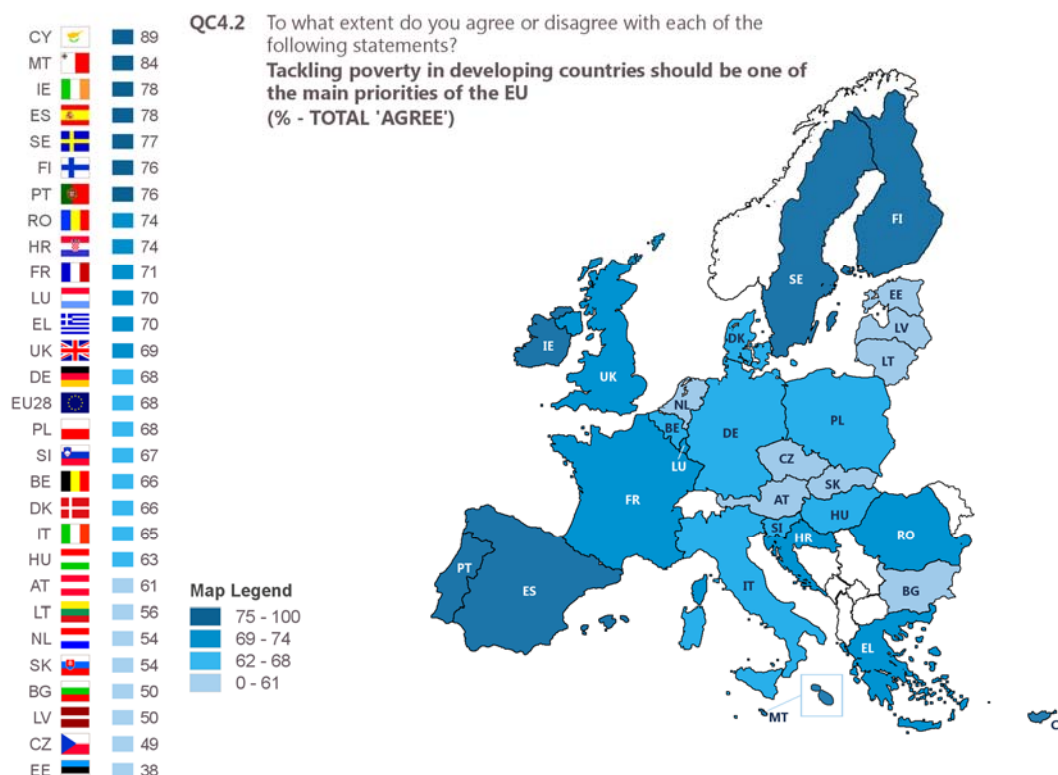 QC4.2 To what extent do you agree or disagree with each of the
following statements?
Tackling poverty in developing countries should be one of
the main priorities of the EU
(% - TOTAL 'AGREE')
CY 89
MT 84
IE 78
ES 78
SE 77
FI 76
PT 76
RO 74
HR 74
FR 71
LU 70
EL 70
UK 69
DE 68
EU28 68
PL 68
SI 67
BE 66
DK 66
IT 65
HU 63
AT 61
LT 56
NL 54
SK 54
BG 50
LV 50
CZ 49
EE 38
Map Legend
75 - 100
69 - 74
62 - 68
0 - 61
FI
SE
EE
LV
LT
DK
IE
UK
NL
BE
DE
PL
LU
CZ
SK
AT
HU
FR
SI
HR
RO
PT
ES
IT
BG
EL
MT
C